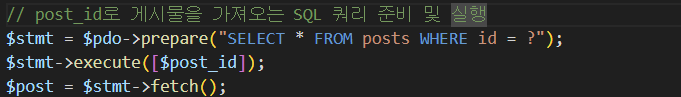 // post_id로 게시물을 가져오는 SQL 쿼리 준비 및 실행
$stmt = $pdo->prepare("SELECT * FROM posts WHERE id = ?");
$stmt->execute([$post_id]);
$post = $stmt->fetch();